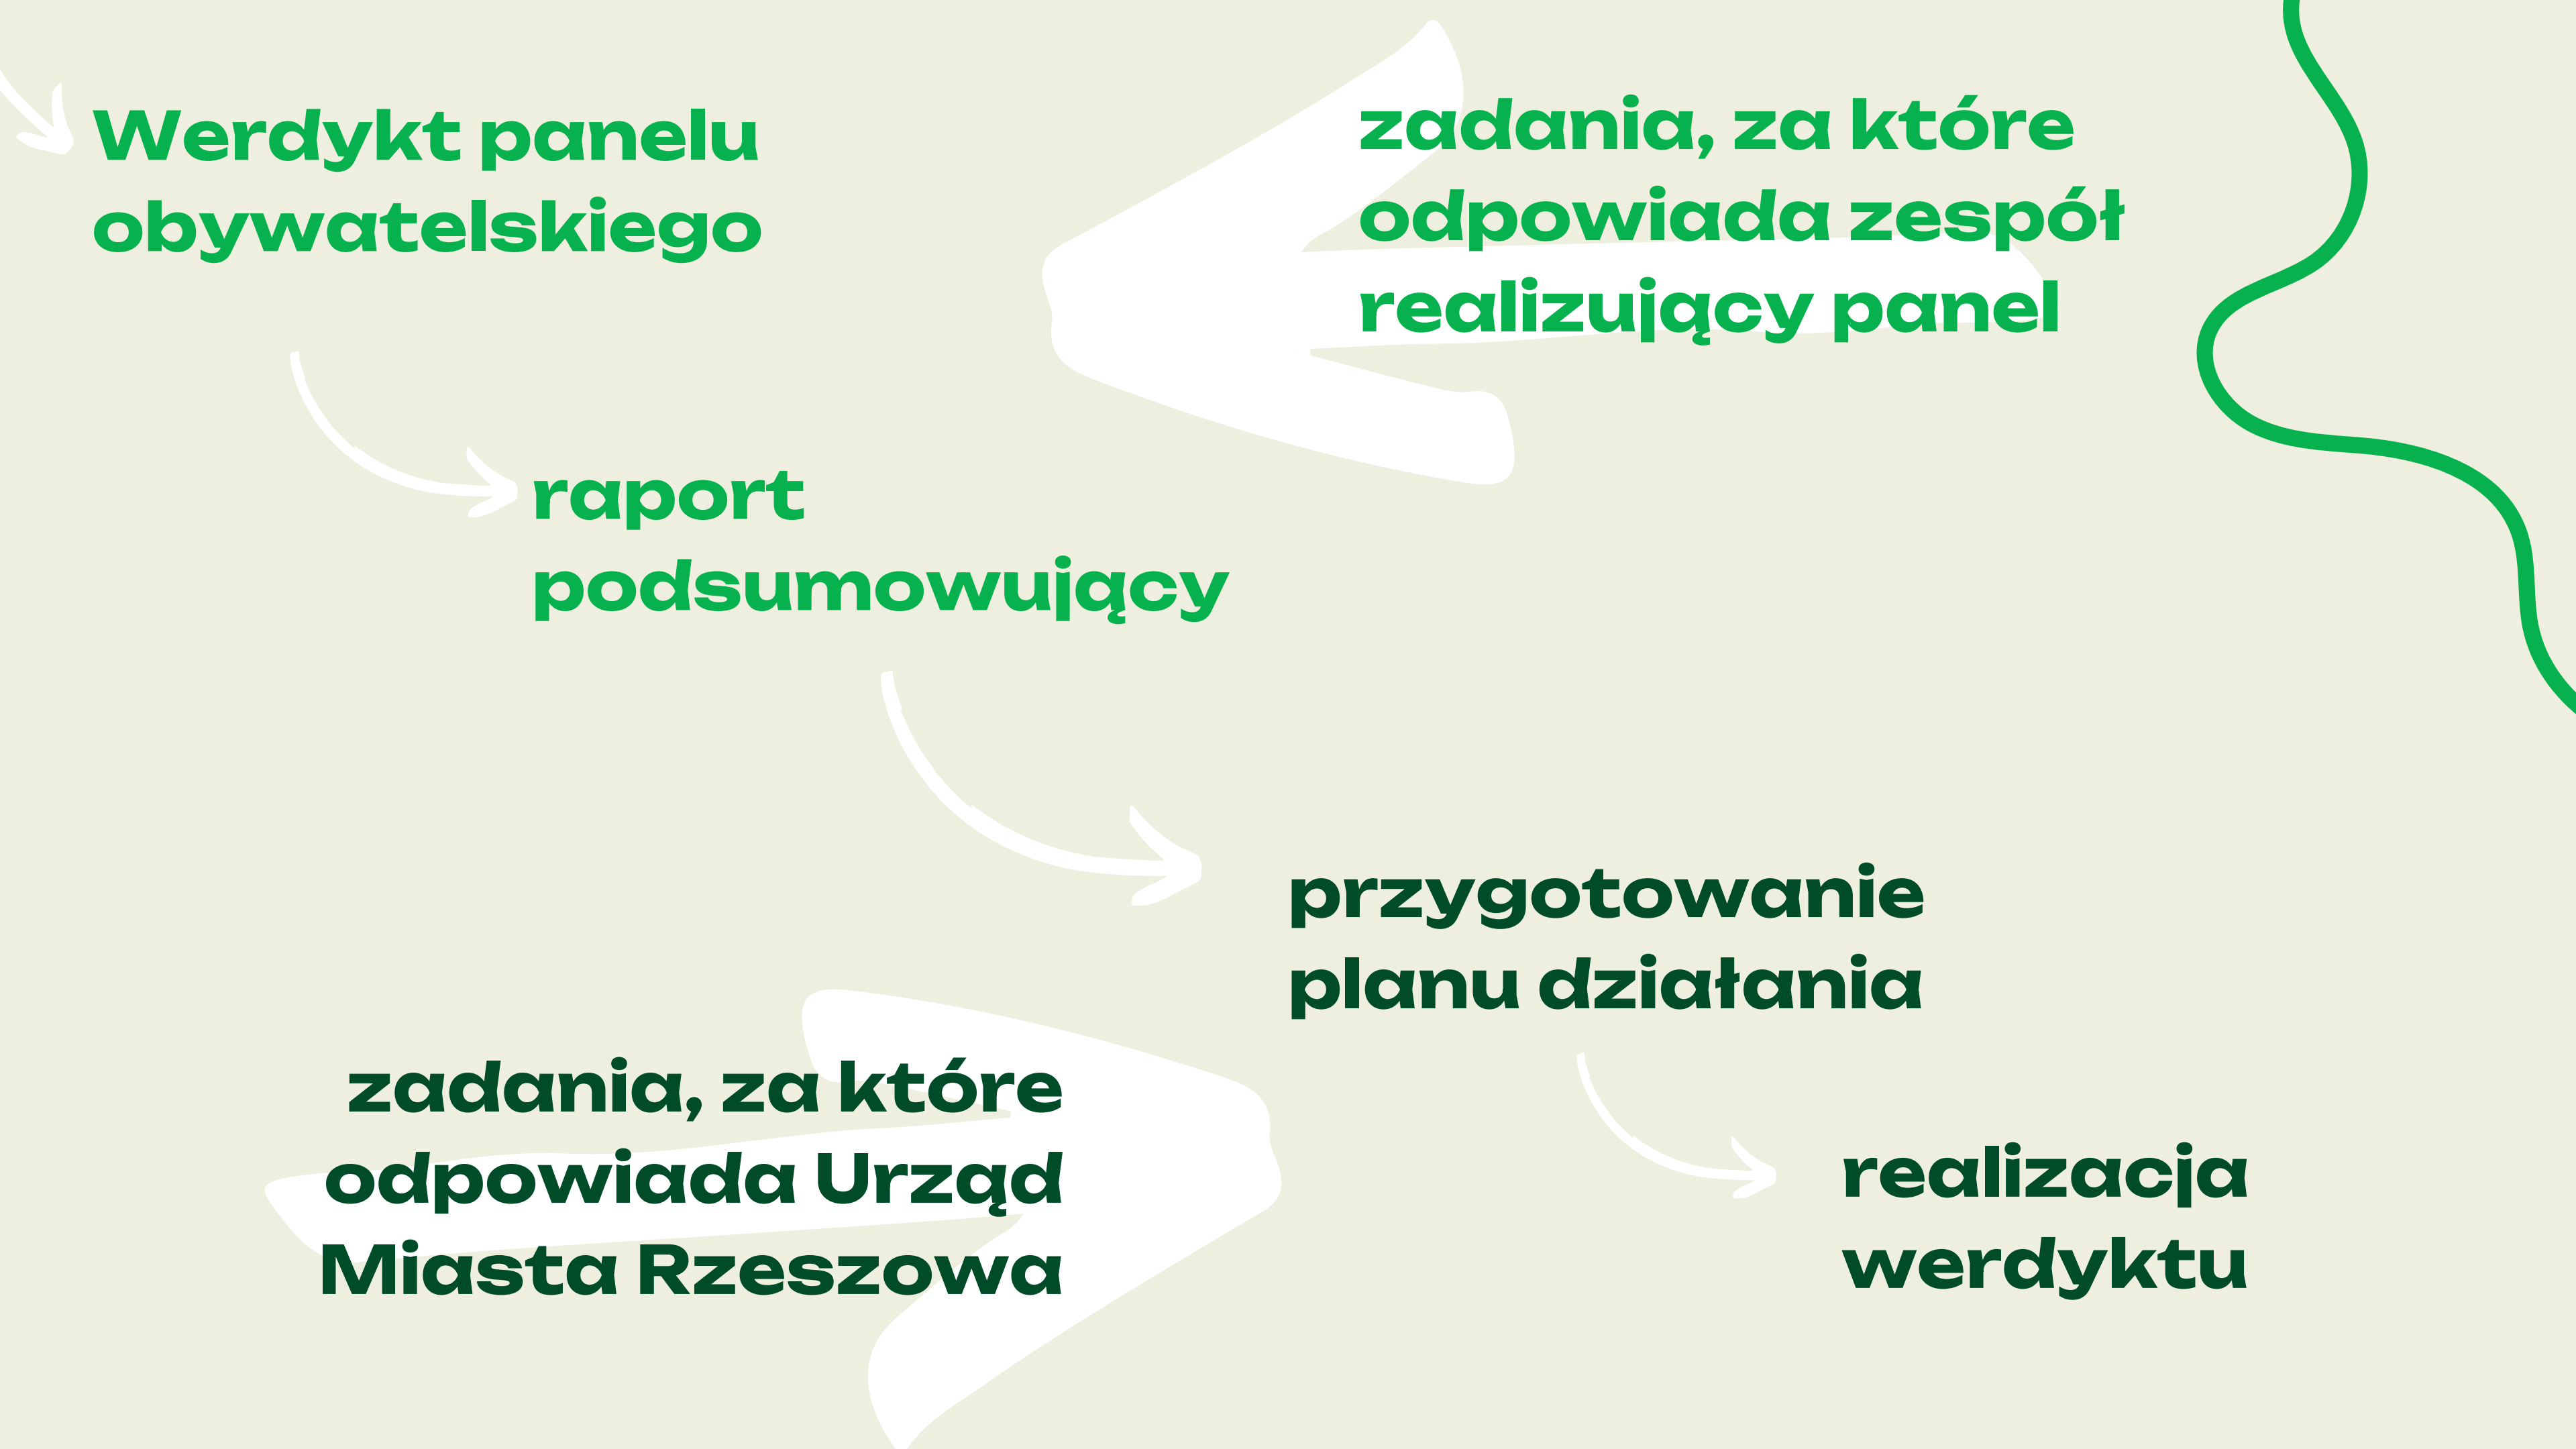 Werdykt panelu
obywatelskiego
zadania, za które
odpowiada zespół
realizujący panel
raport
podsumowujący
przygotowanie
planu działania
zadania, za które
odpowiada Urząd
Miasta Rzeszowa
realizacja
werdyktu